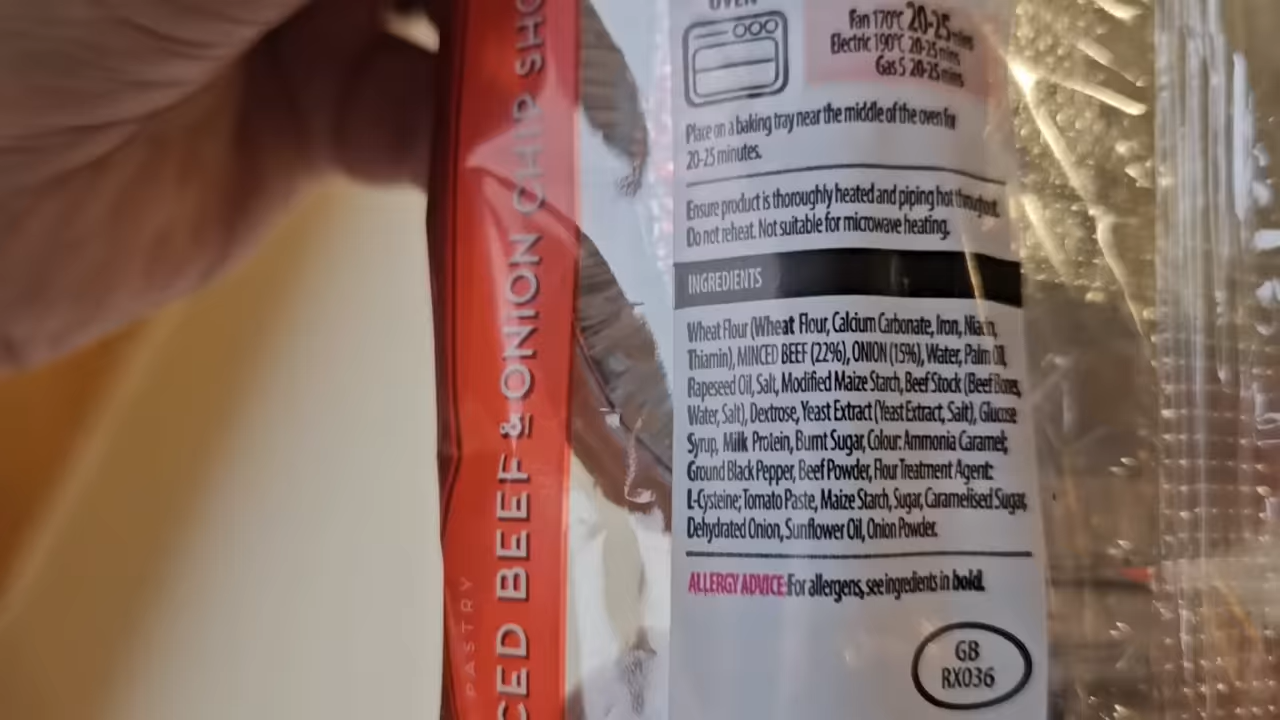 OVEN
Fan 170°C 20-25 mins
Electric 190°C 20-25 mins
Gas 5 20-25 mins
Place on a baking tray near the middle of the oven for
20-25 minutes.
Ensure product is thoroughly heated and piping hot throughout.
Do not reheat. Not suitable for microwave heating.
INGREDIENTS
Wheat Flour (Wheat Flour, Calcium Carbonate, Iron, Niacin,
Thiamin), MINCED BEEF (22%), ONION (15%), Water, Palm Oil,
Rapeseed Oil, Salt, Modified Maize Starch, Beef Stock (Beef Bones,
Water, Salt), Dextrose, Yeast Extract (Yeast Extract, Salt), Glucose
Syrup, Milk Protein, Burnt Sugar, Colour: Ammonia Caramel;
Ground Black Pepper, Beef Powder, Flour Treatment Agent:
L-Cysteine; Tomato Paste, Maize Starch, Sugar, Caramelised Sugar,
Dehydrated Onion, Sunflower Oil, Onion Powder.
ALLERGY ADVICE: For allergens, see ingredients in bold.
GB
RX036
CED BEEF & ONION CHIP SHO
PASTRY